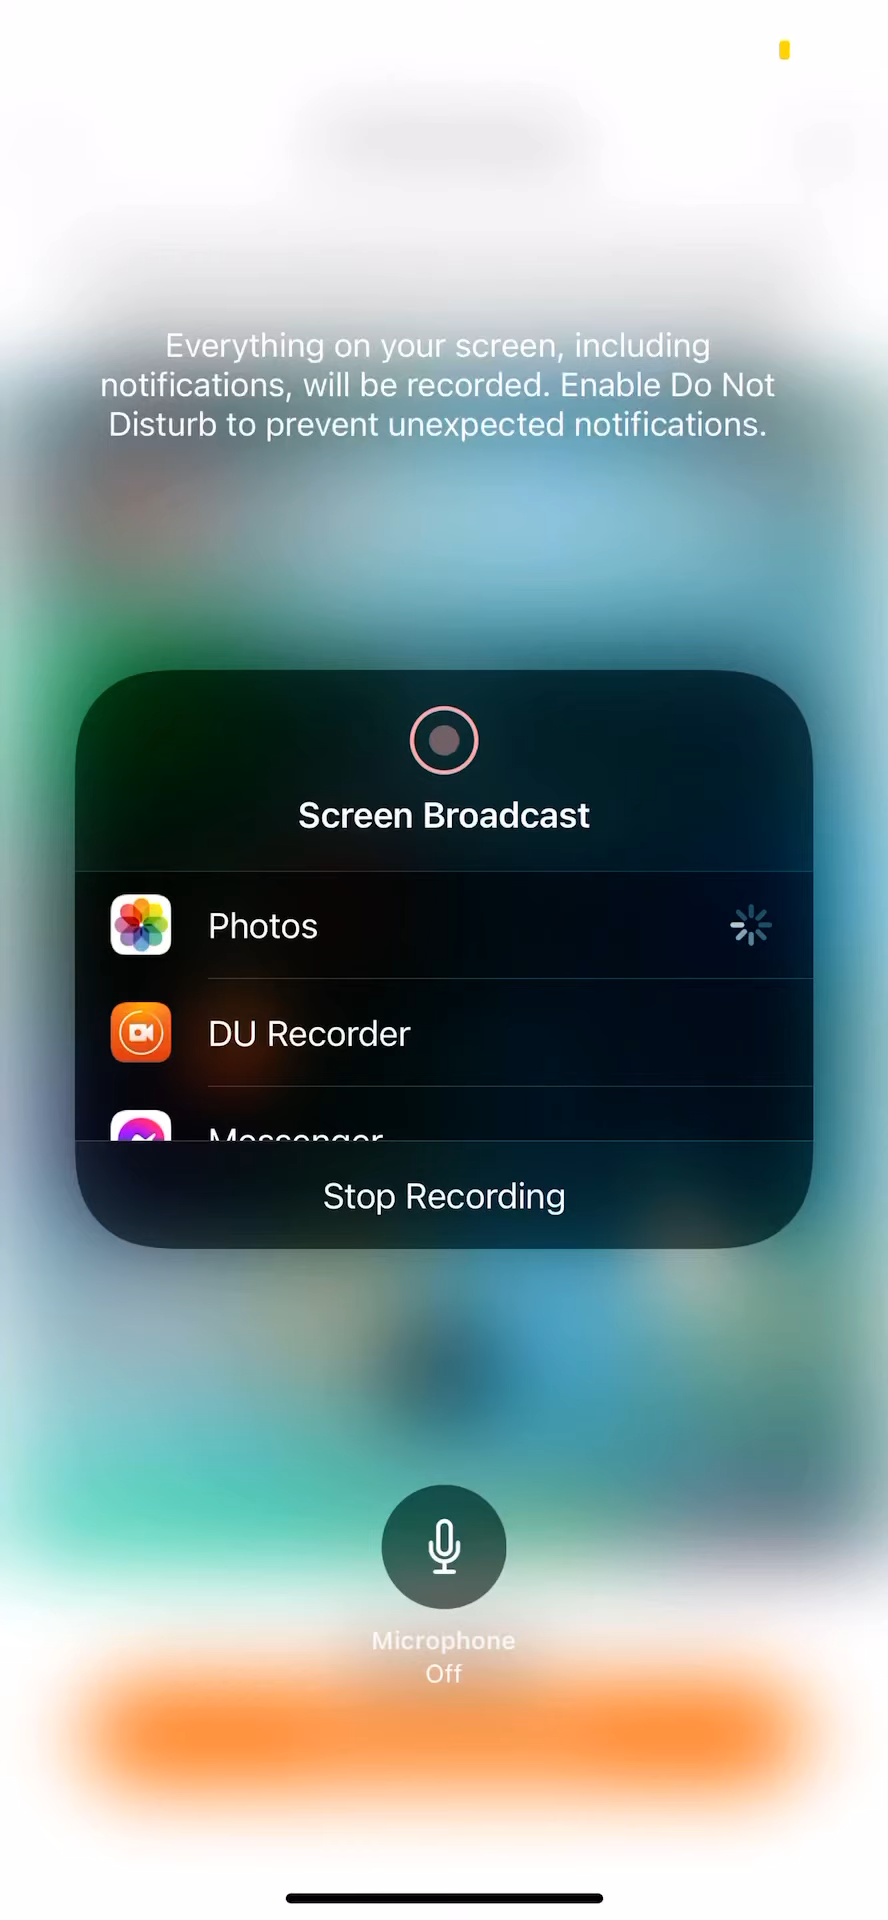 Everything on your screen, including
notifications, will be recorded. Enable Do Not
Disturb to prevent unexpected notifications.
Screen Broadcast
Photos
DU Recorder
Messenger
Stop Recording
Microphone
Off